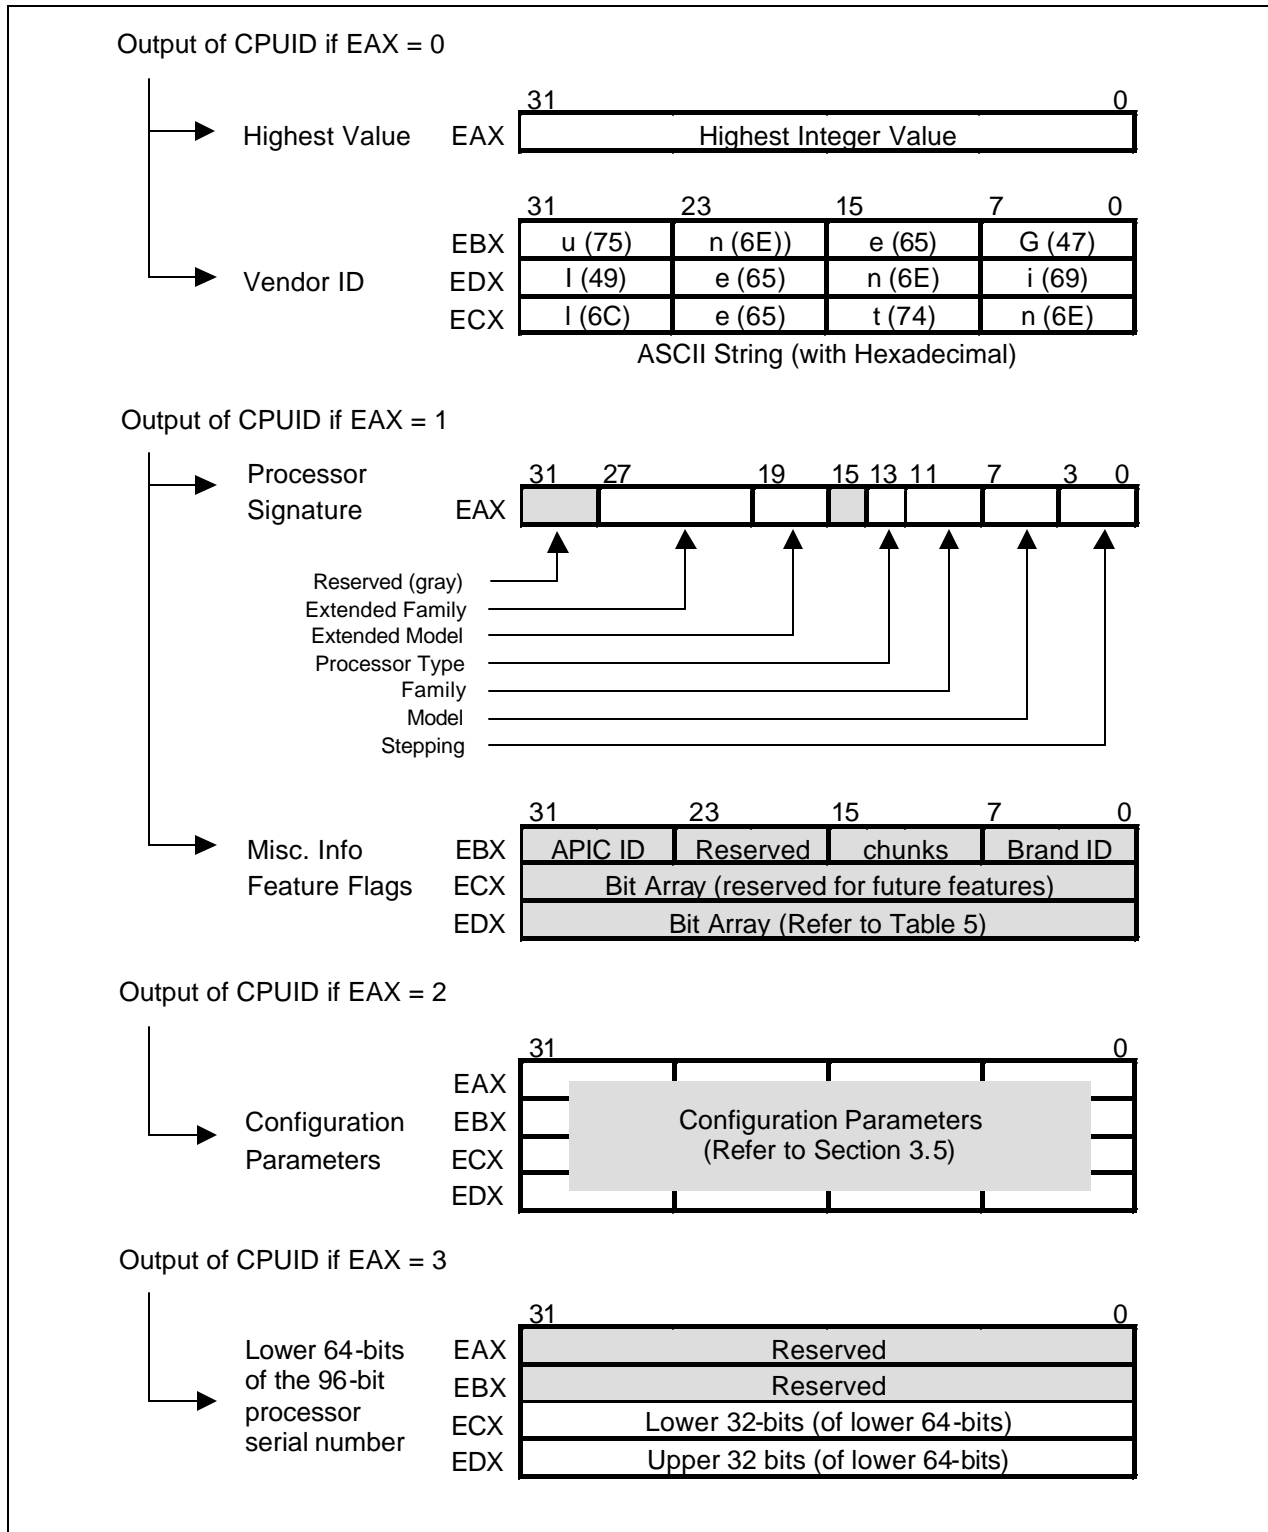 Output of CPUID if EAX = 0
31 0
Highest Value EAX Highest Integer Value
31 23 15 7 0
EBX u (75) n (6E)) e (65) G (47)
Vendor ID EDX I (49) e (65) n (6E) i (69)
ECX l (6C) e (65) t (74) n (6E)
ASCII String (with Hexadecimal)
Output of CPUID if EAX = 1
Processor 31 27 19 15 13 11 7 3 0
Signature EAX
Reserved (gray)
Extended Family
Extended Model
Processor Type
Family
Model
Stepping
31 23 15 7 0
Misc. Info EBX APIC ID Reserved chunks Brand ID
Feature Flags ECX Bit Array (reserved for future features)
EDX Bit Array (Refer to Table 5)
Output of CPUID if EAX = 2
31 0
EAX
Configuration EBX Configuration Parameters
Parameters ECX (Refer to Section 3.5)
EDX
Output of CPUID if EAX = 3
31 0
Lower 64-bits EAX Reserved
of the 96-bit EBX Reserved
processor ECX Lower 32-bits (of lower 64-bits)
serial number EDX Upper 32 bits (of lower 64-bits)